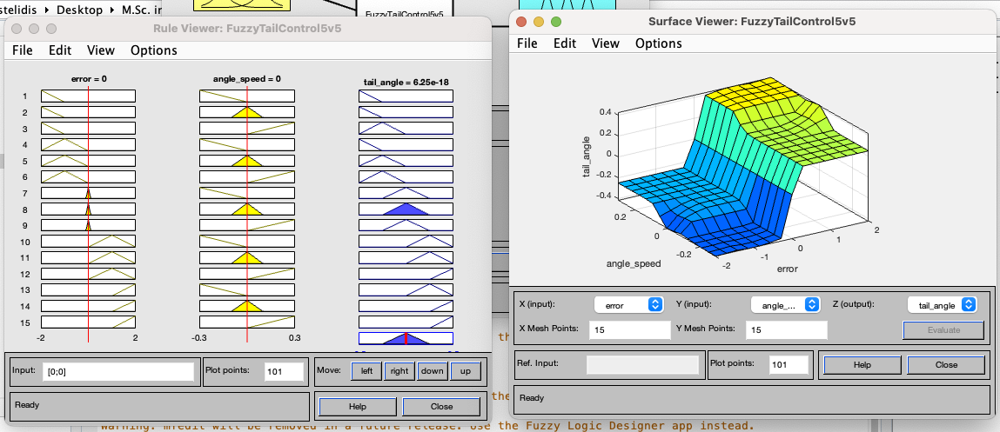 stelidis › Desktop › M.Sc. ir
FuzzyTailControl5v5
Rule Viewer: FuzzyTailControl5v5
File Edit View Options
error = 0 angle_speed = 0 tail_angle = 6.25e-18
1
2
3
4
5
6
7
8
9
10
11
12
13
14
15
-2 2 -0.3 0.3
Input: [0;0] Plot points: 101 Move: left right down up
Ready Help Close
Surface Viewer: FuzzyTailControl5v5
File Edit View Options
0.4
0.2
0
-0.2
-0.4
tail_angle
0.2
0
-0.2
angle_speed
-2
-1
0
1
2
error
X (input): error Y (input): angle_... Z (output): tail_angle
X Mesh Points: 15 Y Mesh Points: 15 Evaluate
Ref. Input: Plot points: 101 Help Close
Ready
th
the
Warning: mfedit will be removed in a future release. Use the Fuzzy Logic Designer app instead.